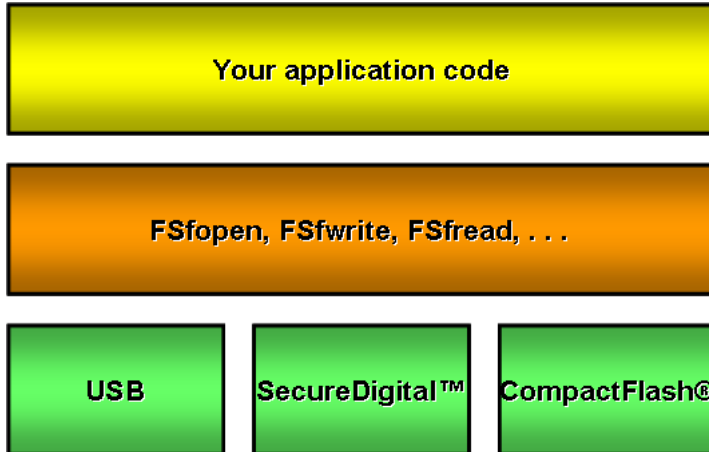 Your application code
FSfopen, FSfwrite, FSfread, . . .
USB
SecureDigital™
CompactFlash®